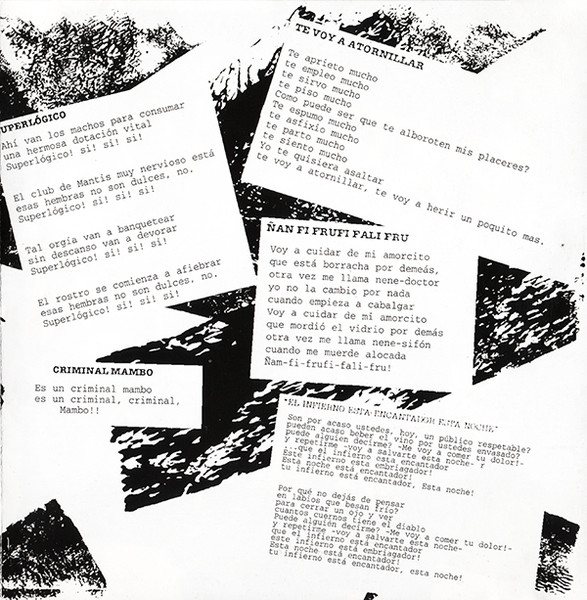 UPERLÓGICO
Ahí van los machos para consumar
una hermosa dotación vital
Superlógico! si! si! si!
El club de Mantis muy nervioso está
esas hembras no son dulces, no.
Superlógico! si! si! si!
Tal orgía van a banquetear
sin descanso van a devorar
Superlógico! si! si! si!
El rostro se comienza a afiebrar
esas hembras no son dulces, no.
Superlógico! si! si! si!
CRIMINAL MAMBO
Es un criminal mambo
es un criminal, criminal,
Mambo!!
TE VOY A ATORNILLAR
Te aprieto mucho
te empleo mucho
te sirvo mucho
te piso mucho
Como puede ser que te alboroten mis placeres?
Te espumo mucho
te asfixio mucho
te parto mucho
te siento mucho
Yo te quisiera asaltar
te voy a atornillar, te voy a herir un poquito mas.
ÑAN FI FRUFI FALI FRU
Voy a cuidar de mi amorcito
que está borracha por demeás,
otra vez me llama nene-doctor
yo no la cambio por nada
cuando empieza a cabalgar
Voy a cuidar de mi amorcito
que mordió el vidrio por demás
otra vez me llama nene-sifón
cuando me muerde alocada
Ñam-fi-frufi-fali-fru!
"EL INFIERNO ESTA ENCANTADOR ESTA NOCHE"
Son por acaso ustedes, hoy, un público respetable?
pueden acaso beber el vino por ustedes envasado?
puede alguien decirme? -Me voy a comer tu dolor!-
y repetirme -voy a salvarte esta noche- r
...que el infierno está encantador
Este infierno está embriagador!
Esta noche está encantador!
tu infierno está encantador, Esta noche!
Por qué no dejás de pensar
en labios que besan frío?
para cerrar un ojo y ver
cuantos cuernos tiene el diablo
Puede alguién decirme? -Me voy a comer tu dolor!-
y repetirme -voy a salvarte esta noche-
que el infierno está encantador
este infierno está embriagador!
Esta noche está encantador!
tu infierno está encantador, esta noche!